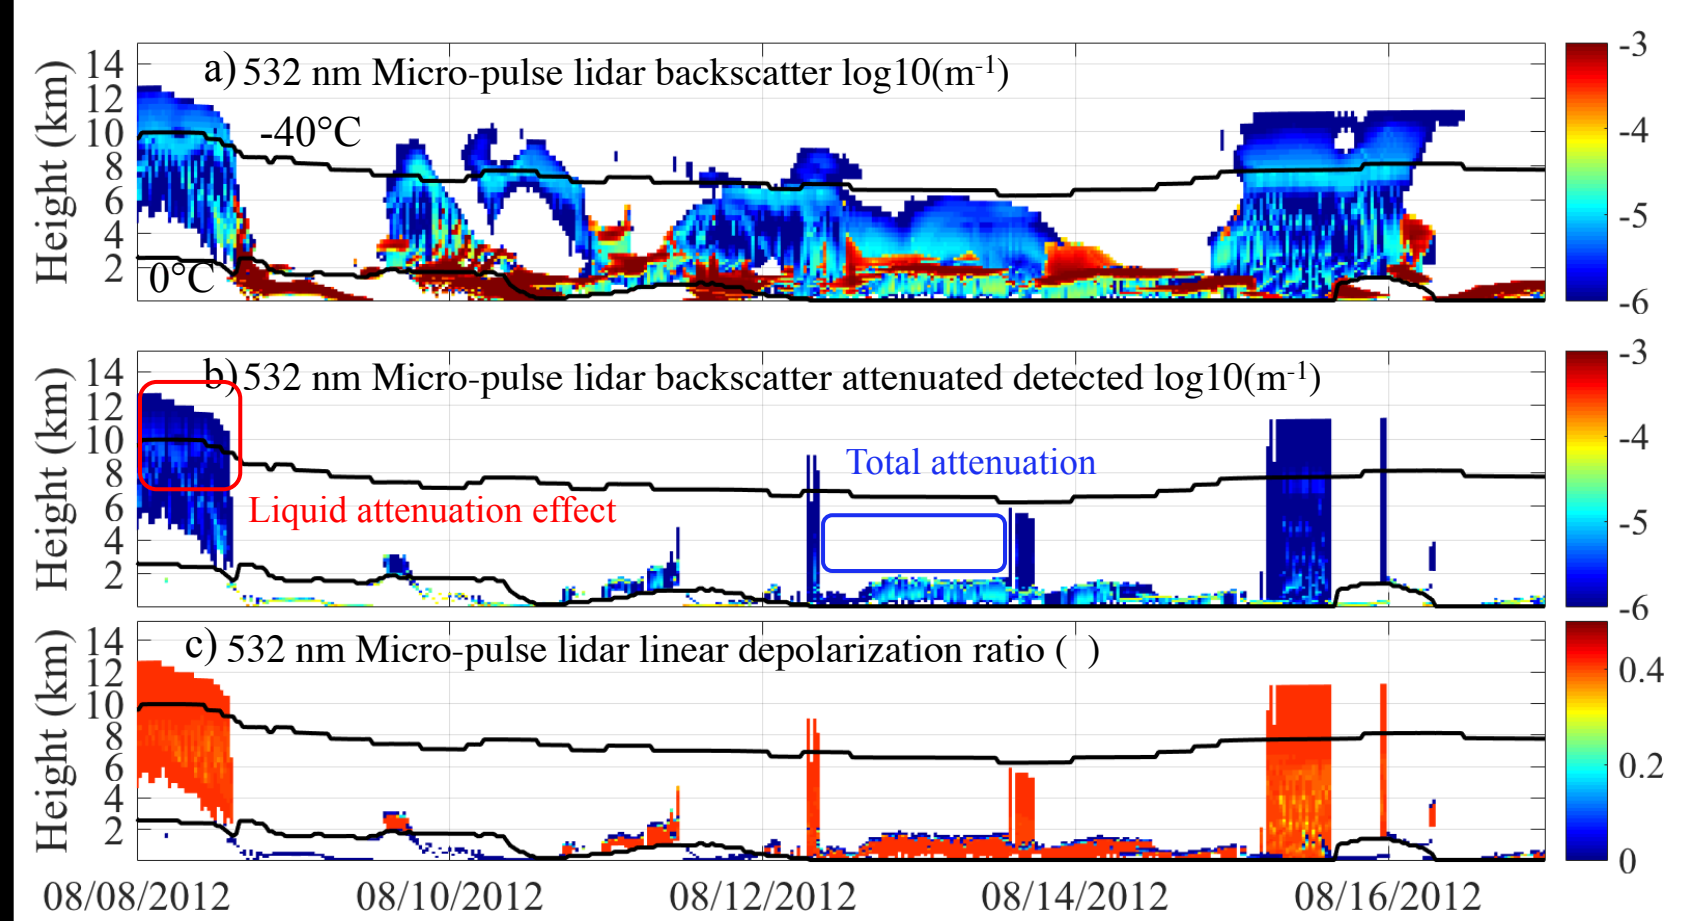 a) 532 nm Micro-pulse lidar backscatter log10(m-1)
-40°C
0°C
Height (km)
14
12
10
8
6
4
2
-3
-4
-5
-6
b) 532 nm Micro-pulse lidar backscatter attenuated detected log10(m-1)
Total attenuation
Liquid attenuation effect
Height (km)
14
12
10
8
6
4
2
-3
-4
-5
-6
c) 532 nm Micro-pulse lidar linear depolarization ratio ( )
Height (km)
14
12
10
8
6
4
2
0.4
0.2
0
08/08/2012 08/10/2012 08/12/2012 08/14/2012 08/16/2012